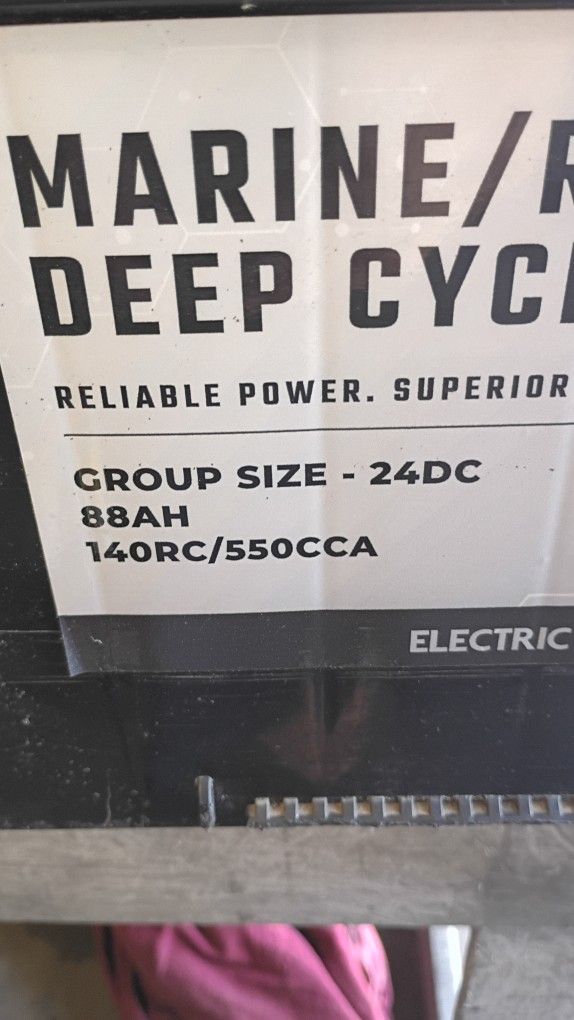 MARINE/R
DEEP CYC
RELIABLE POWER. SUPERIOR
GROUP SIZE - 24DC
88AH
140RC/550CCA
ELECTRIC